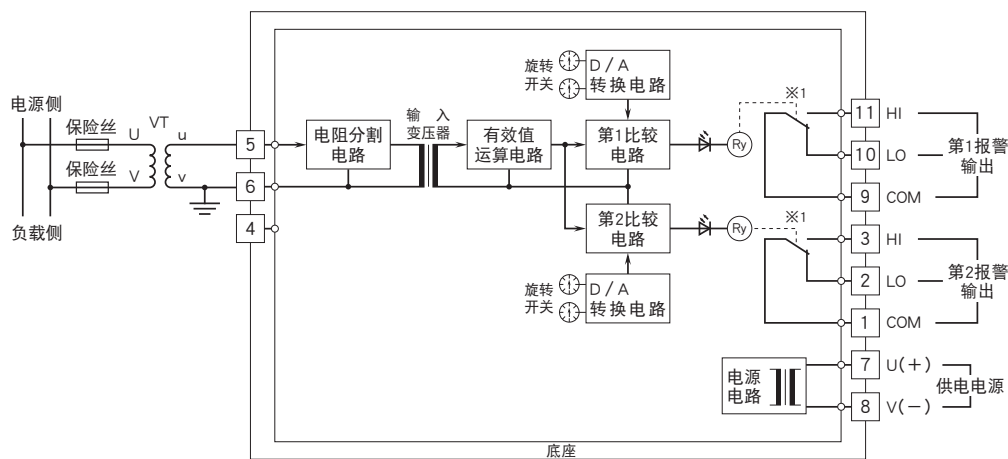 电源侧
保险丝
VT
U
u
保险丝
V
v
负载侧
5
6
4
电阻分割
电路
输入
变压器
有效值
运算电路
旋转
开关
D/A
转换电路
第1比较
电路
Ry
※1
第2比较
电路
Ry
※1
旋转
开关
D/A
转换电路
11
HI
10
LO
9
COM
第1报警
输出
3
HI
2
LO
1
COM
第2报警
输出
电源
电路
7
U(+)
8
V(−)
供电电源
底座